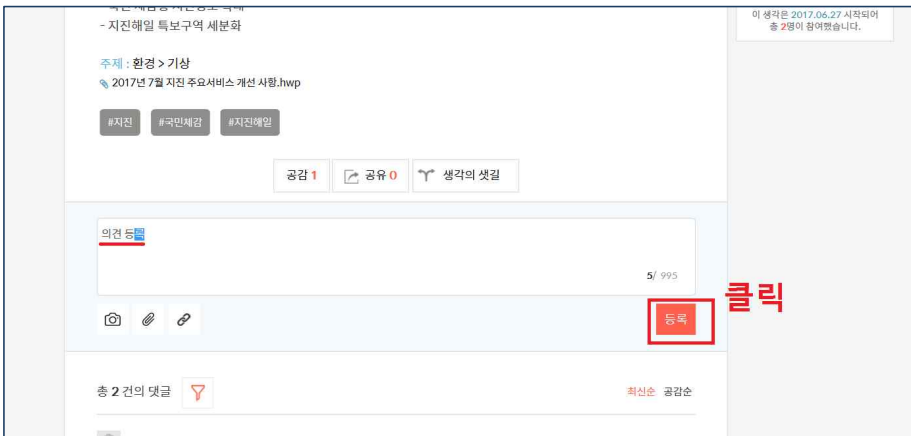 - 지진해일 특보구역 세분화
이 생각은 2017.06.27 시작되어
총 2명이 참여했습니다.
주제 : 환경 > 기상
2017년 7월 지진 주요서비스 개선 사항.hwp
#지진 #국민체감 #지진해일
공감 1 공유 0 생각의 샛길
의견 등록
5/ 995
클릭
등록
총 2 건의 댓글
최신순 공감순